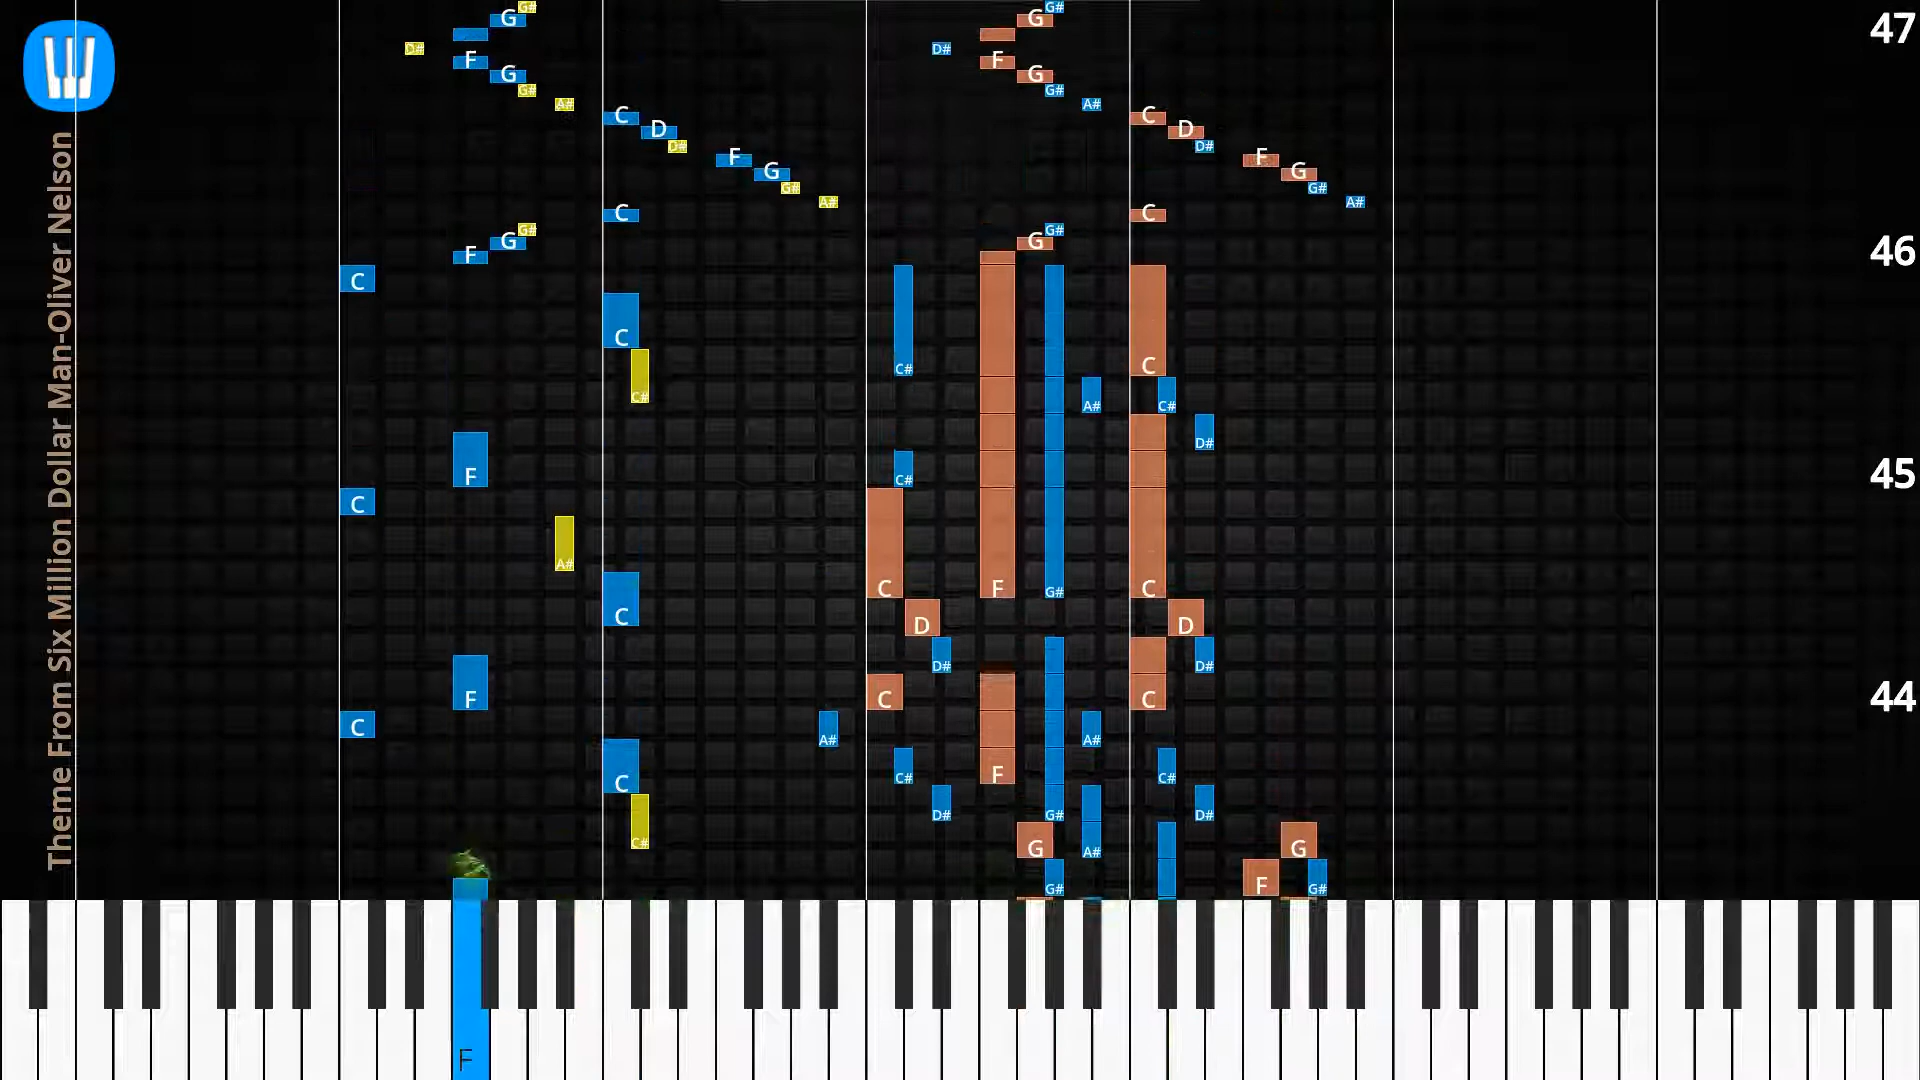 Theme From Six Million Dollar Man-Oliver Nelson
G# G#
G G
47
D# D#
F F
G G
G# G#
A# A#
C C
D D
D# D#
F F
G G
G# G#
A# A#
C C
G# G#
G G
F
46
C
C
C# C
C# A# C#
D#
F C#
45
C
A#
C F G# C
C
D D
D# D#
F C C
44
C
A# A#
C# F C#
C
D# G# D#
C#
G A# G
G# F G#
F